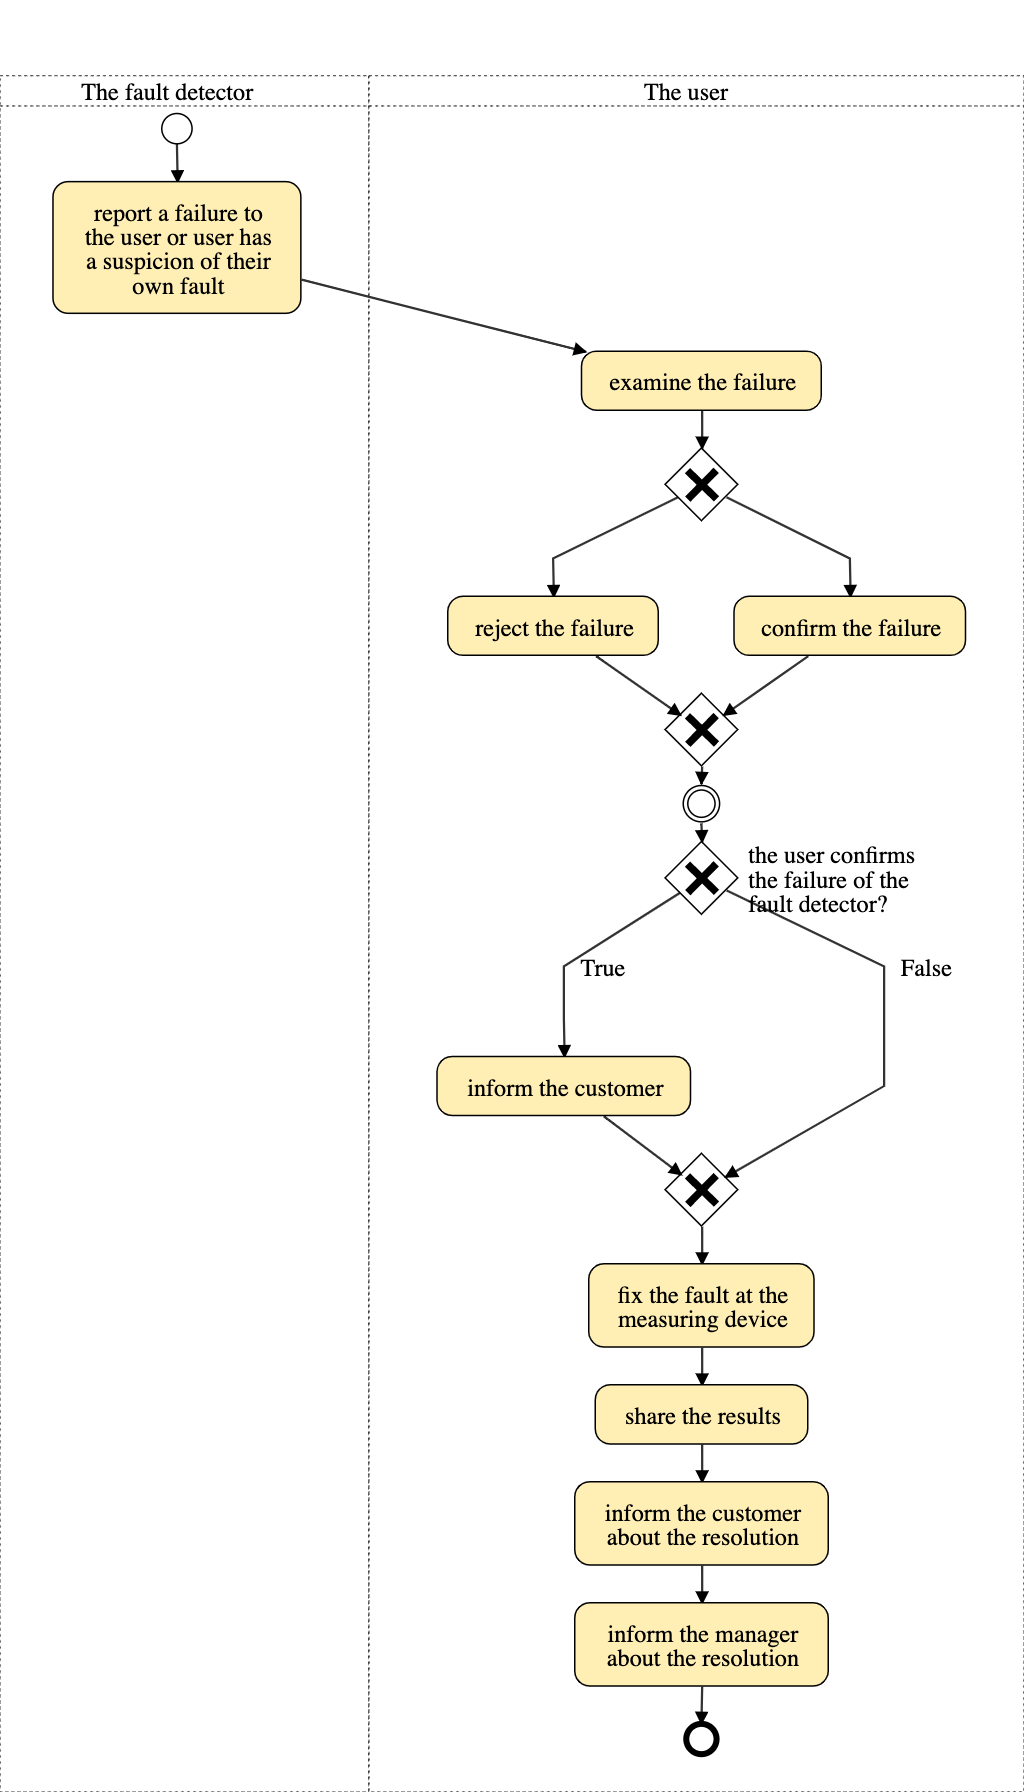 The fault detector
The user
report a failure to
the user or user has
a suspicion of their
own fault
examine the failure
reject the failure
confirm the failure
the user confirms
the failure of the
fault detector?
True
False
inform the customer
fix the fault at the
measuring device
share the results
inform the customer
about the resolution
inform the manager
about the resolution